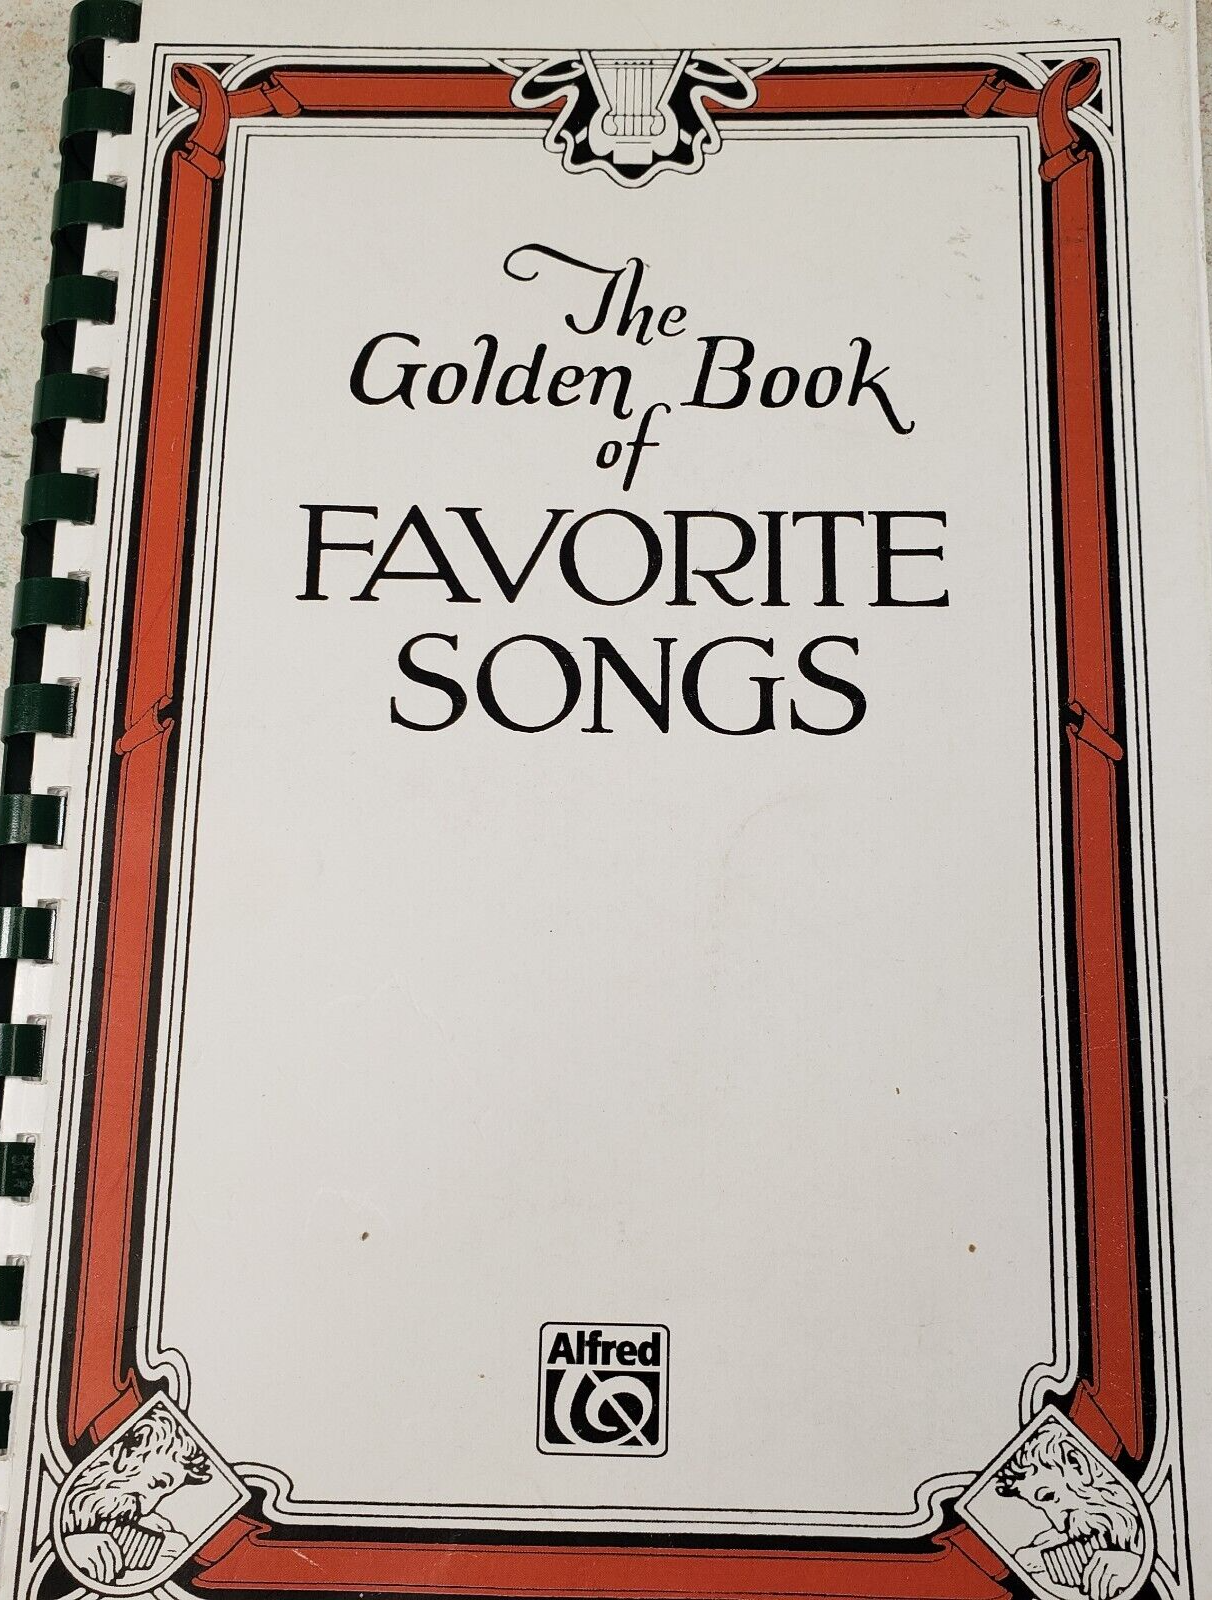 The
Golden Book
of
FAVORITE
SONGS
Alfred